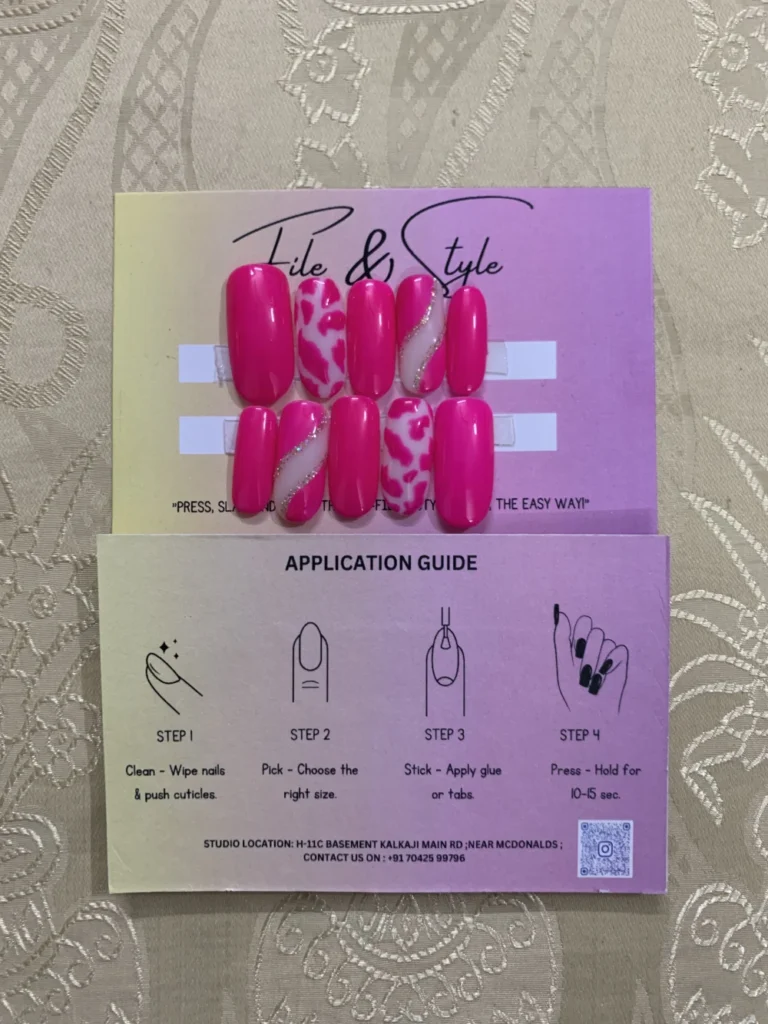 File & Style
"PRESS, THE EASY WAY!"
APPLICATION GUIDE
STEP 1
STEP 2
STEP 3
STEP 4
Clean - Wipe nails
& push cuticles.
Pick - Choose the
right size.
Stick - Apply glue
or tabs.
Press - Hold for
10-15 sec.
STUDIO LOCATION: H-11C BASEMENT KALKAJI MAIN RD ;NEAR MCDONALDS ;
CONTACT US ON : +91 70425 99796